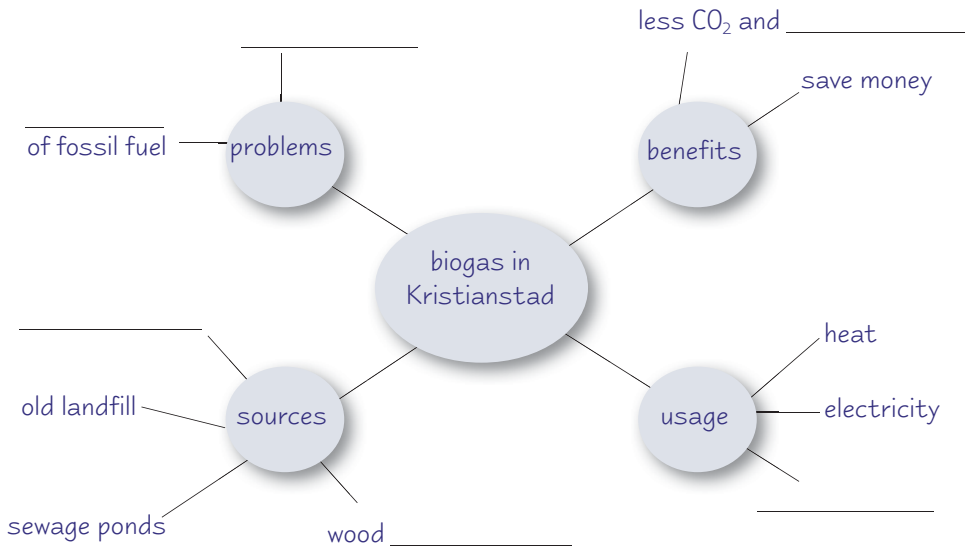 less CO₂ and
save money
of fossil fuel
problems
benefits
biogas in
Kristianstad
heat
old landfill
sources
usage
electricity
sewage ponds
wood